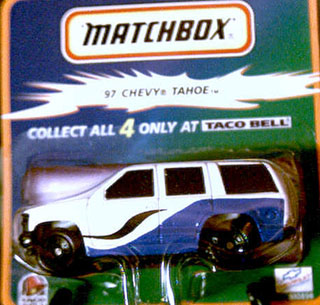 MATCHBOX®
97 CHEVY® TAHOE™
COLLECT ALL 4 ONLY AT TACO BELL